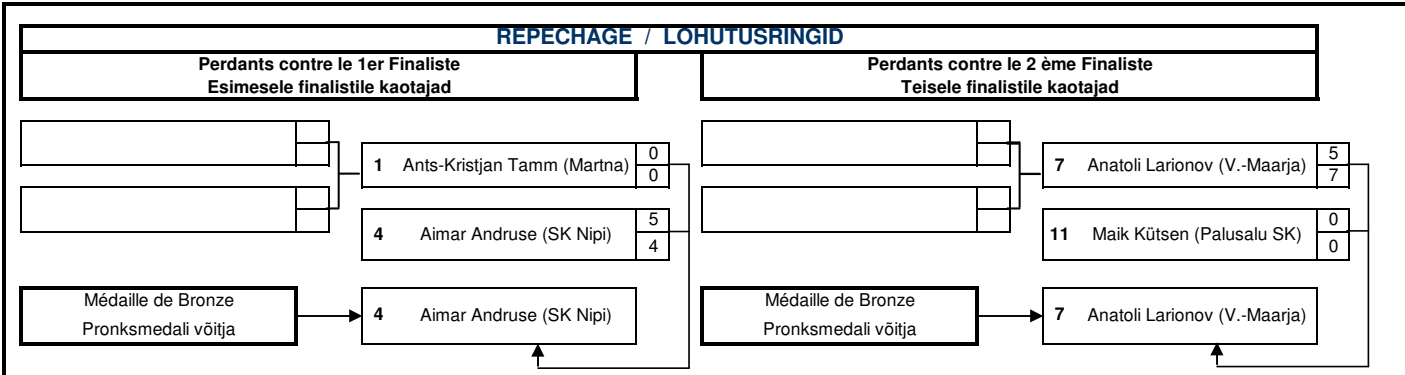 REPECHAGE / LOHUTUSRINGID
Perdants contre le 1er Finaliste
Esimesele finalistile kaotajad
Perdants contre le 2 ème Finaliste
Teisele finalistile kaotajad
1 Ants-Kristjan Tamm (Martna) 0
0
4 Aimar Andruse (SK Nipi) 5
4
7 Anatoli Larionov (V.-Maarja) 5
7
11 Maik Kütsen (Palusalu SK) 0
0
Médaille de Bronze
Pronksmedali võitja
4 Aimar Andruse (SK Nipi)
Médaille de Bronze
Pronksmedali võitja
7 Anatoli Larionov (V.-Maarja)